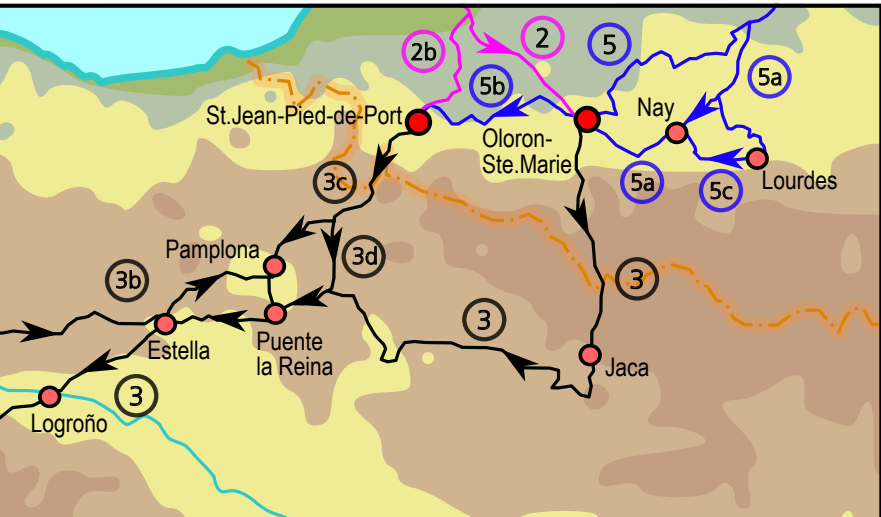 2b
2
5
5b
5a
St.Jean-Pied-de-Port
Nay
Oloron-
Ste.Marie
5a
5c
Lourdes
3c
Pamplona
3d
3b
3
3
Estella
Puente
la Reina
Jaca
3
Logroño